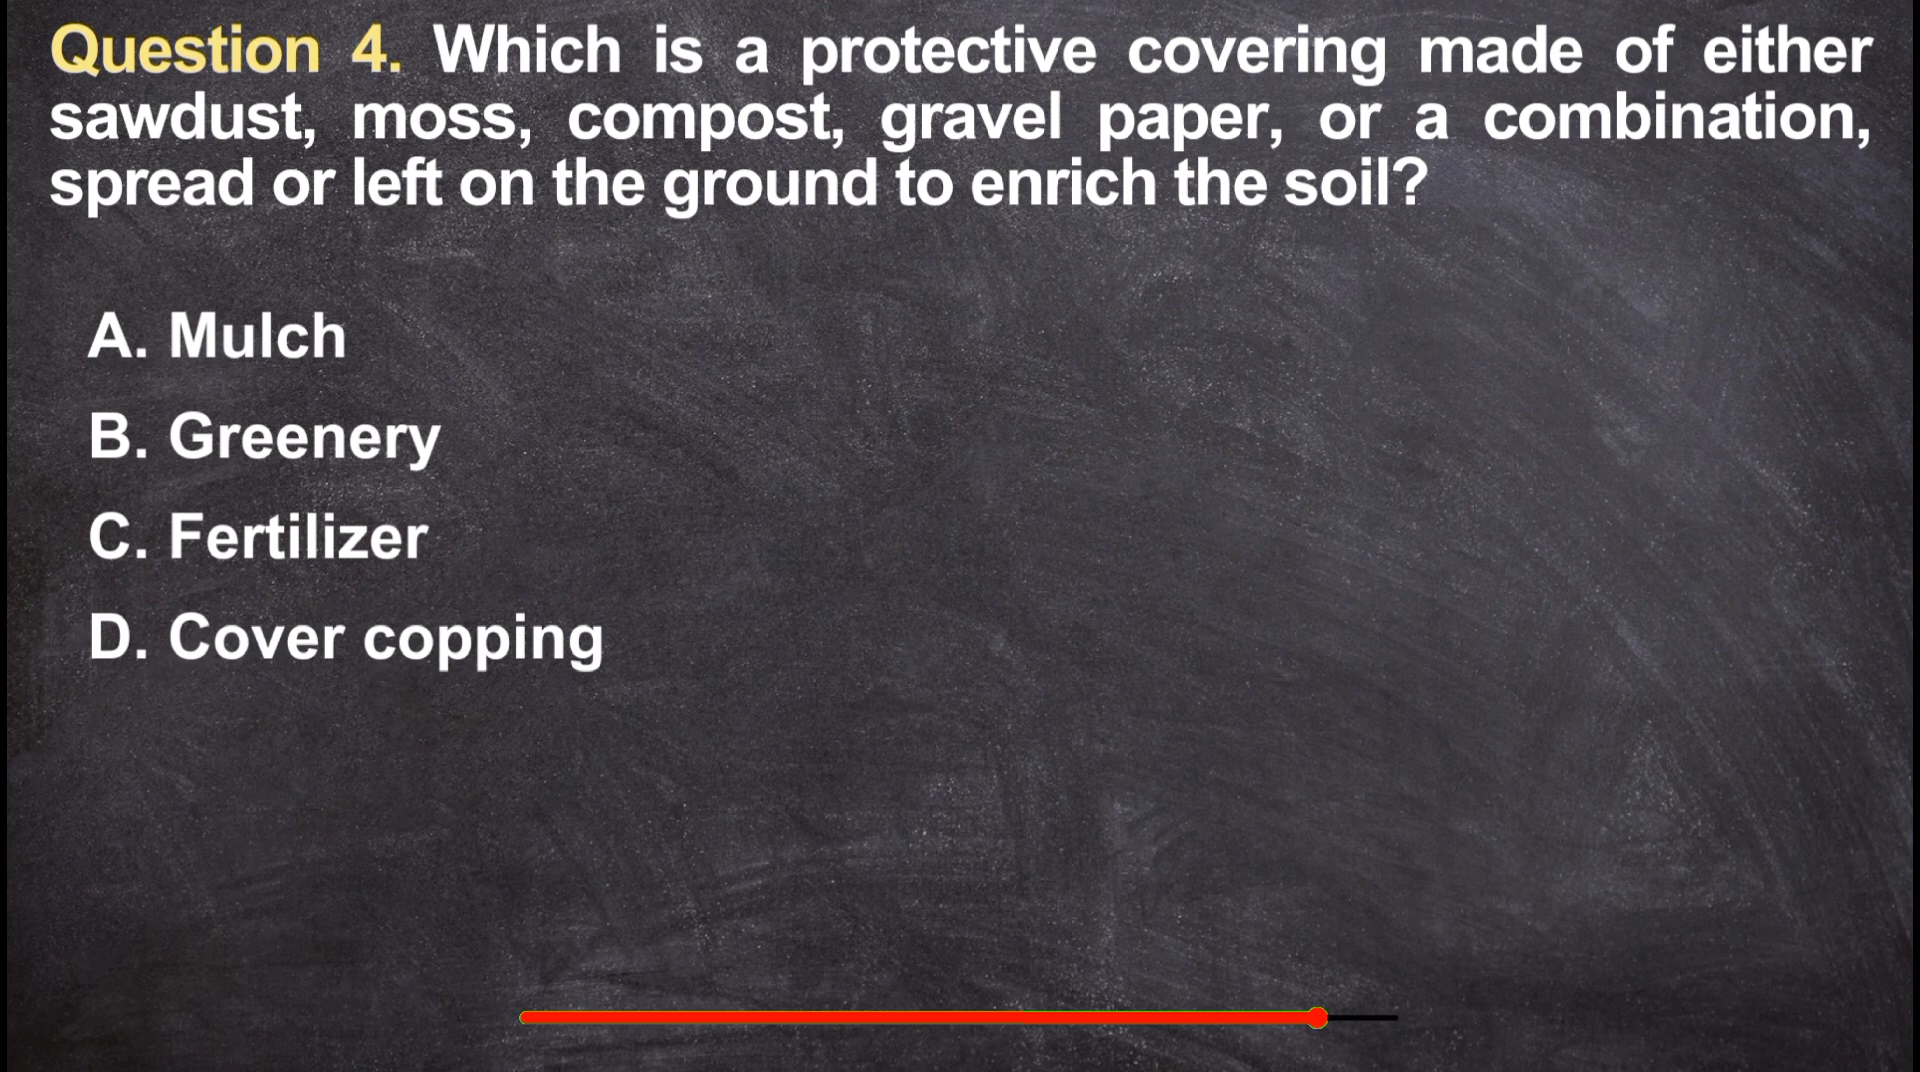 Question 4. Which is a protective covering made of either
sawdust, moss, compost, gravel paper, or a combination,
spread or left on the ground to enrich the soil?
A. Mulch
B. Greenery
C. Fertilizer
D. Cover copping